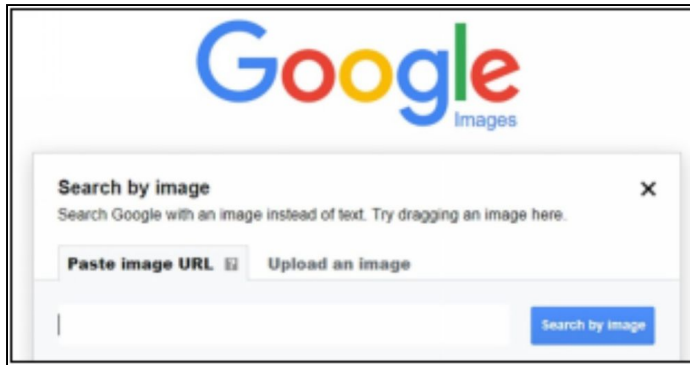 Google
Images
Search by image
Search Google with an image instead of text. Try dragging an image here.
Paste image URL Upload an image
Search by image